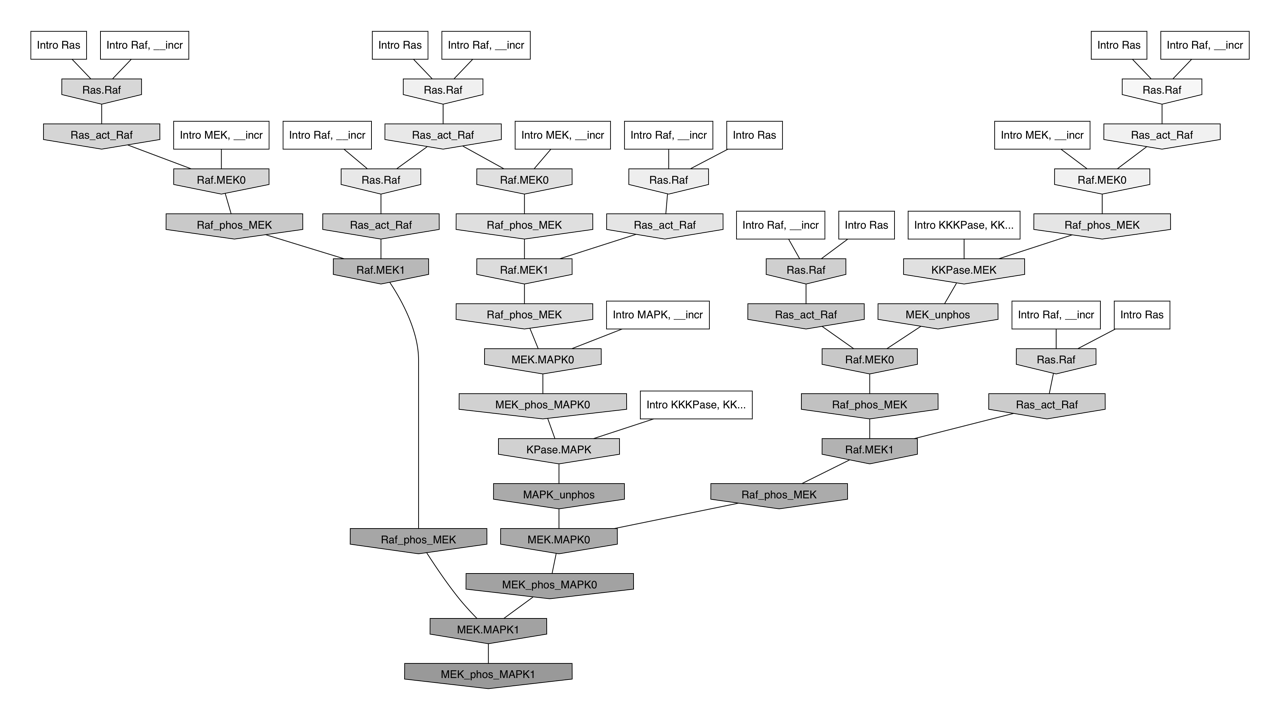 Intro Ras
Intro Raf, __incr
Intro Ras
Intro Raf, __incr
Intro Ras
Intro Raf, __incr
Ras.Raf
Ras.Raf
Ras.Raf
Ras_act_Raf
Intro MEK, __incr
Intro Raf, __incr
Ras_act_Raf
Intro MEK, __incr
Intro Raf, __incr
Intro Ras
Intro MEK, __incr
Ras_act_Raf
Raf.MEK0
Ras.Raf
Raf.MEK0
Ras.Raf
Raf.MEK0
Raf_phos_MEK
Ras_act_Raf
Raf_phos_MEK
Ras_act_Raf
Intro Raf, __incr
Intro Ras
Intro KKKPase, KK...
Raf_phos_MEK
Raf.MEK1
Raf.MEK1
Ras.Raf
KKPase.MEK
Raf_phos_MEK
Intro MAPK, __incr
Ras_act_Raf
MEK_unphos
Intro Raf, __incr
Intro Ras
MEK.MAPK0
Raf.MEK0
Ras.Raf
MEK_phos_MAPK0
Intro KKKPase, KK...
Raf_phos_MEK
Ras_act_Raf
KPase.MAPK
Raf.MEK1
MAPK_unphos
Raf_phos_MEK
Raf_phos_MEK
MEK.MAPK0
MEK_phos_MAPK0
MEK.MAPK1
MEK_phos_MAPK1